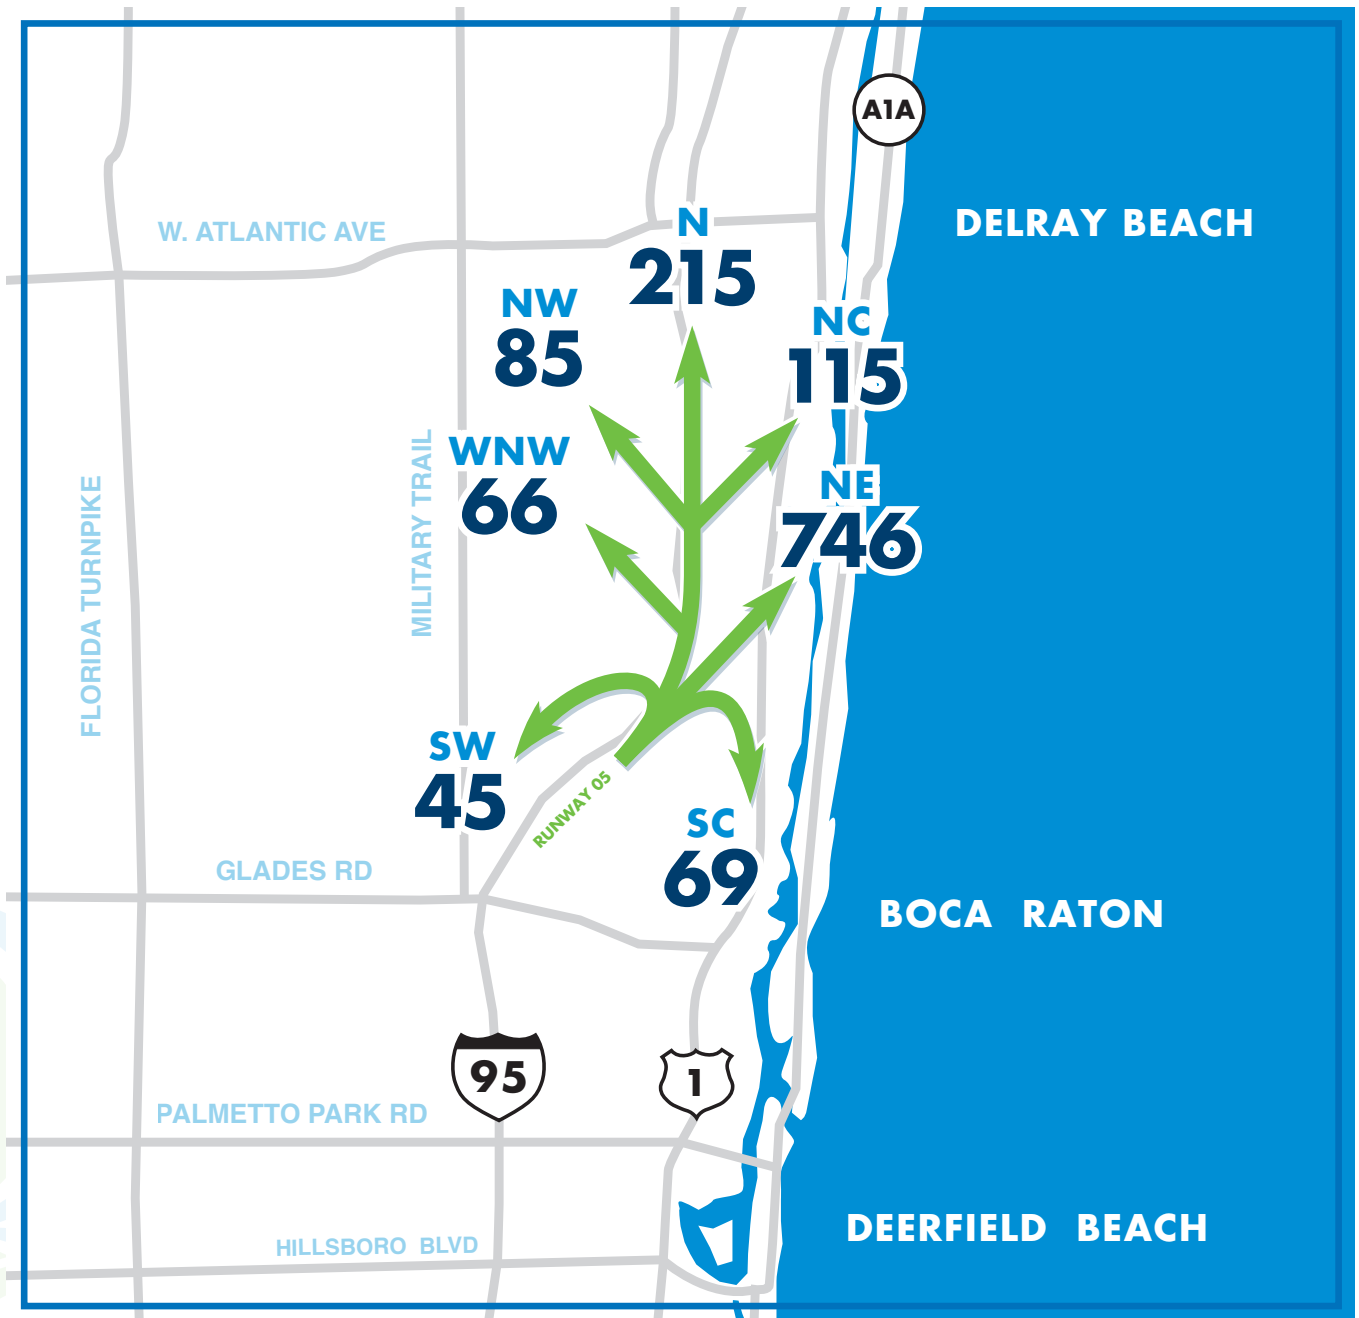 A1A
DELRAY BEACH
W. ATLANTIC AVE
N
215
NW
85
NC
115
WNW
66
MILITARY TRAIL
NE
746
FLORIDA TURNPIKE
SW
45
RUNWAY 05
SC
69
GLADES RD
BOCA RATON
95
1
PALMETTO PARK RD
DEERFIELD BEACH
HILLSBORO BLVD